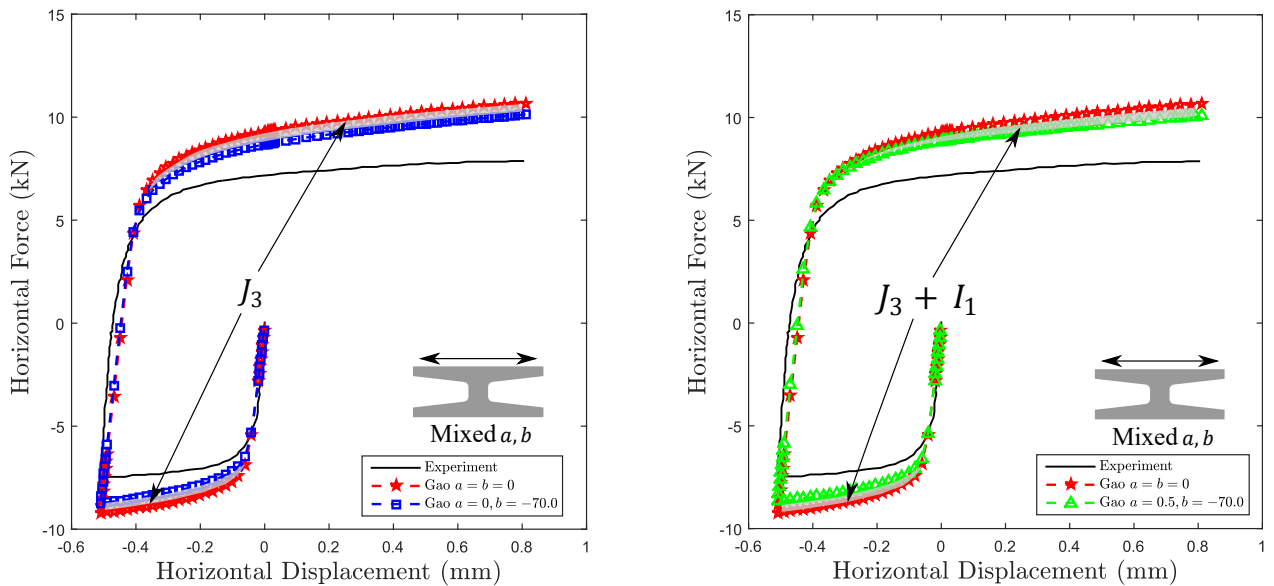 15
10
5
0
-5
-10
Horizontal Force (kN)
J₃
Mixed a, b
Experiment
Gao a = b = 0
Gao a = 0, b = −70.0
-0.6 -0.4 -0.2 0 0.2 0.4 0.6 0.8 1
Horizontal Displacement (mm)
15
10
5
0
-5
-10
Horizontal Force (kN)
J₃ + I₁
Mixed a, b
Experiment
Gao a = b = 0
Gao a = 0.5, b = −70.0
-0.6 -0.4 -0.2 0 0.2 0.4 0.6 0.8 1
Horizontal Displacement (mm)